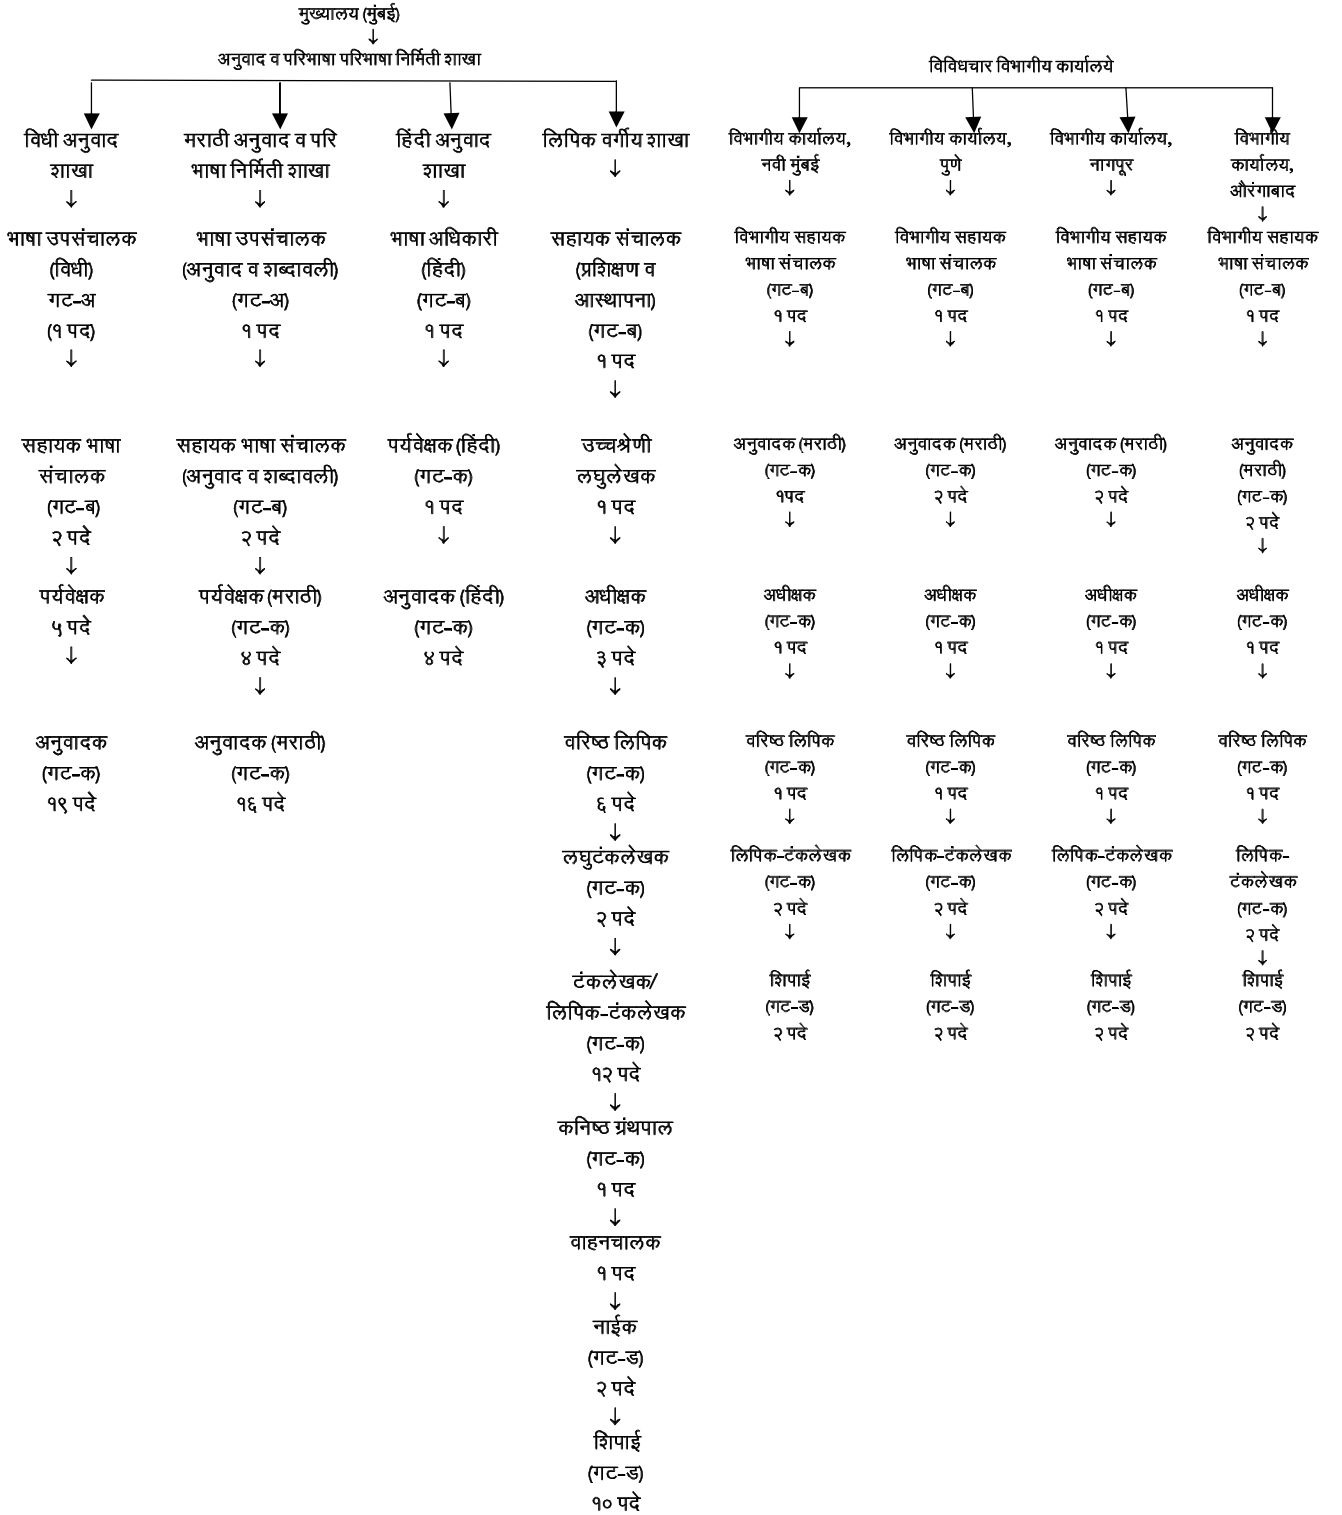 मुख्यालय (मुंबई)
↓
अनुवाद व परिभाषा परिभाषा निर्मिती शाखा
विधी अनुवाद
शाखा
↓
भाषा उपसंचालक
(विधी)
गट-अ
(१ पद)
↓
सहायक भाषा
संचालक
(गट-ब)
२ पदे
↓
पर्यवेक्षक
५ पदे
↓
अनुवादक
(गट-क)
१९ पदे
मराठी अनुवाद व परि
भाषा निर्मिती शाखा
↓
भाषा उपसंचालक
(अनुवाद व शब्दावली)
(गट-अ)
१ पद
↓
सहायक भाषा संचालक
(अनुवाद व शब्दावली)
(गट-ब)
२ पदे
↓
पर्यवेक्षक (मराठी)
(गट-क)
४ पदे
↓
अनुवादक (मराठी)
(गट-क)
१६ पदे
हिंदी अनुवाद
शाखा
↓
भाषा अधिकारी
(हिंदी)
(गट-ब)
१ पद
↓
पर्यवेक्षक (हिंदी)
(गट-क)
१ पद
↓
अनुवादक (हिंदी)
(गट-क)
४ पदे
लिपिक वर्गीय शाखा
↓
सहायक संचालक
(प्रशिक्षण व
आस्थापना)
(गट-ब)
१ पद
↓
उच्चश्रेणी
लघुलेखक
१ पद
↓
अधीक्षक
(गट-क)
३ पदे
↓
वरिष्ठ लिपिक
(गट-क)
६ पदे
↓
लघुटंकलेखक
(गट-क)
२ पदे
↓
टंकलेखक/
लिपिक-टंकलेखक
(गट-क)
१२ पदे
↓
कनिष्ठ ग्रंथपाल
(गट-क)
१ पद
↓
वाहनचालक
१ पद
↓
नाईक
(गट-ड)
२ पदे
↓
शिपाई
(गट-ड)
१० पदे
विविधचार विभागीय कार्यालये
विभागीय कार्यालय,
नवी मुंबई
↓
विभागीय सहायक
भाषा संचालक
(गट-ब)
१ पद
↓
अनुवादक (मराठी)
(गट-क)
१पद
↓
अधीक्षक
(गट-क)
१ पद
↓
वरिष्ठ लिपिक
(गट-क)
१ पद
↓
लिपिक-टंकलेखक
(गट-क)
२ पदे
↓
शिपाई
(गट-ड)
२ पदे
विभागीय कार्यालय,
पुणे
↓
विभागीय सहायक
भाषा संचालक
(गट-ब)
१ पद
↓
अनुवादक (मराठी)
(गट-क)
२ पदे
↓
अधीक्षक
(गट-क)
१ पद
↓
वरिष्ठ लिपिक
(गट-क)
१ पद
↓
लिपिक-टंकलेखक
(गट-क)
२ पदे
↓
शिपाई
(गट-ड)
२ पदे
विभागीय कार्यालय,
नागपूर
↓
विभागीय सहायक
भाषा संचालक
(गट-ब)
१ पद
↓
अनुवादक (मराठी)
(गट-क)
२ पदे
↓
अधीक्षक
(गट-क)
१ पद
↓
वरिष्ठ लिपिक
(गट-क)
१ पद
↓
लिपिक-टंकलेखक
(गट-क)
२ पदे
↓
शिपाई
(गट-ड)
२ पदे
विभागीय
कार्यालय,
औरंगाबाद
↓
विभागीय सहायक
भाषा संचालक
(गट-ब)
१ पद
↓
अनुवादक
(मराठी)
(गट-क)
२ पदे
↓
अधीक्षक
(गट-क)
१ पद
↓
वरिष्ठ लिपिक
(गट-क)
१ पद
↓
लिपिक-
टंकलेखक
(गट-क)
२ पदे
↓
शिपाई
(गट-ड)
२ पदे